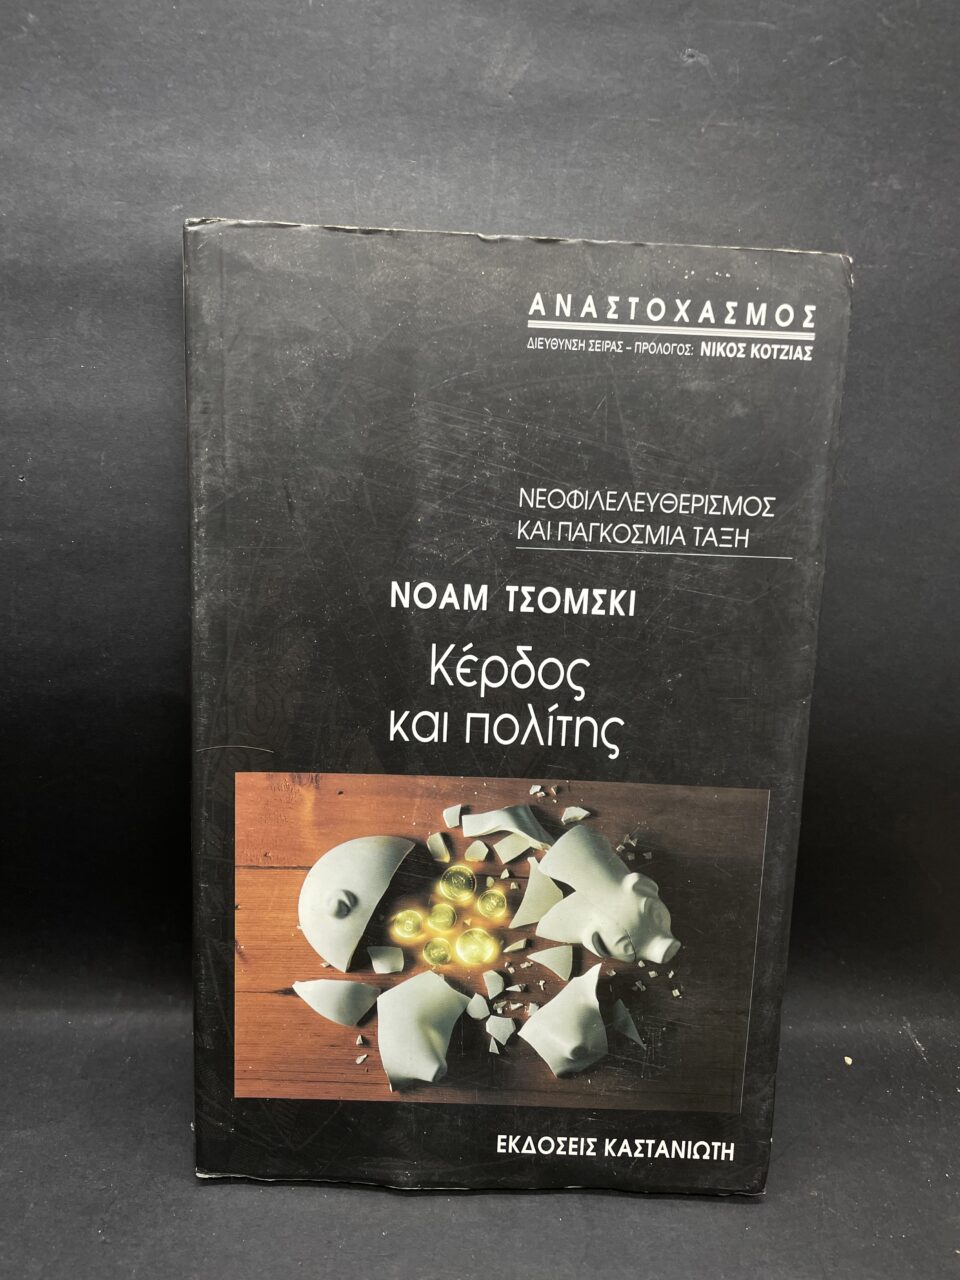 ΑΝΑΣΤΟΧΑΣΜΟΣ
ΔΙΕΥΘΥΝΣΗ ΣΕΙΡΑΣ – ΠΡΟΛΟΓΟΣ: ΝΙΚΟΣ ΚΟΤΖΙΑΣ
ΝΕΟΦΙΛΕΛΕΥΘΕΡΙΣΜΟΣ
ΚΑΙ ΠΑΓΚΟΣΜΙΑ ΤΑΞΗ
ΝΟΑΜ ΤΣΟΜΣΚΙ
Κέρδος
και πολίτης
ΕΚΔΟΣΕΙΣ ΚΑΣΤΑΝΙΩΤΗ